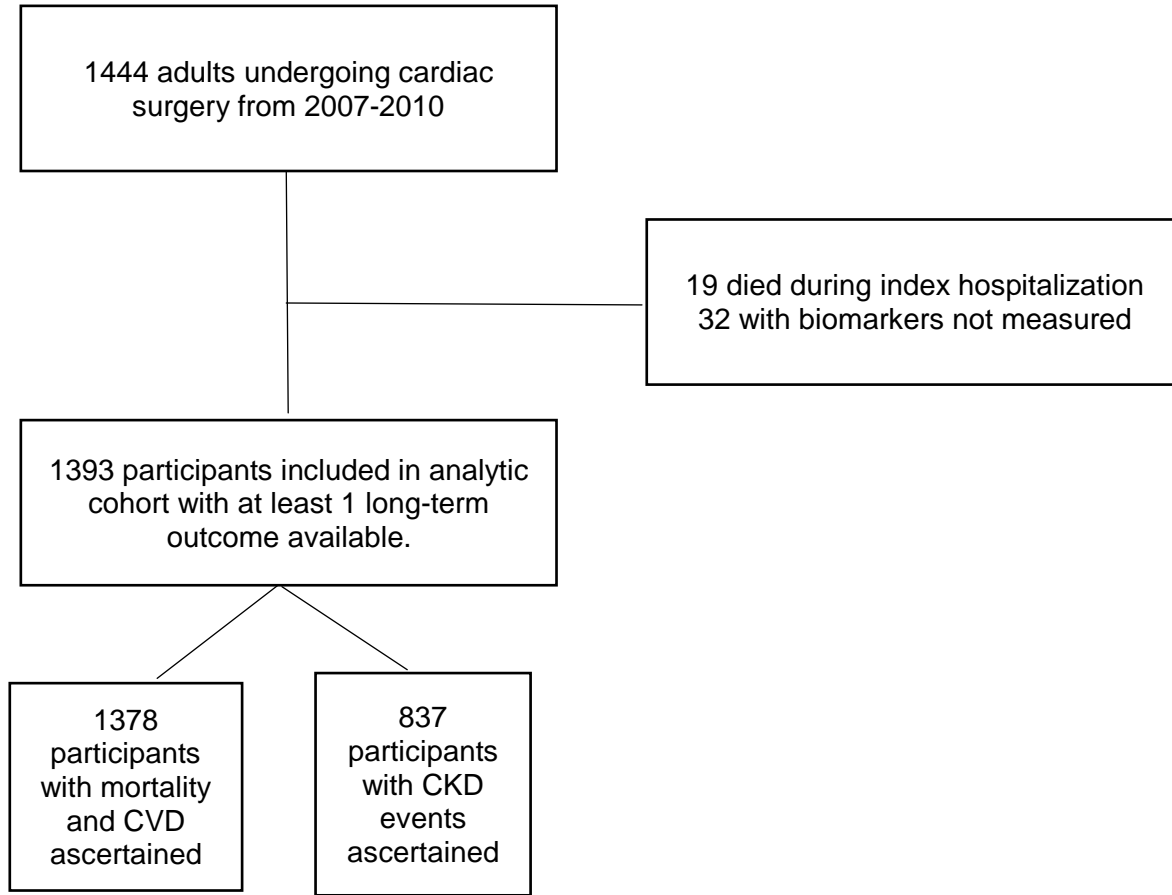 1444 adults undergoing cardiac
surgery from 2007-2010
19 died during index hospitalization
32 with biomarkers not measured
1393 participants included in analytic
cohort with at least 1 long-term
outcome available.
1378
participants
with mortality
and CVD
ascertained
837
participants
with CKD
events
ascertained